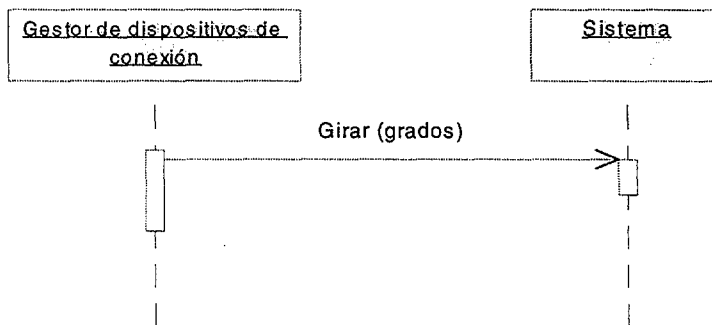 Gestor de dispositivos de
conexión
Sistema
Girar (grados)